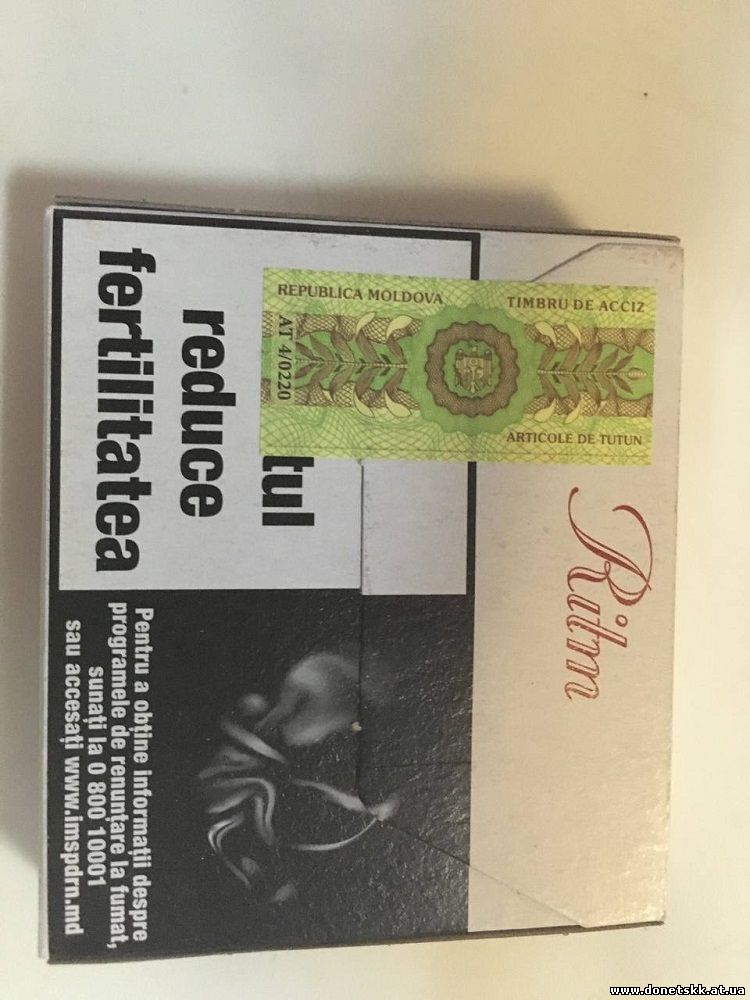 REPUBLICA MOLDOVA
TIMBRU DE ACCIZ
AT 4/0220
ARTICOLE DE TUTUN
Ritm
tul
reduce
fertilitatea
Pentru a obține informații despre
programele de renunțare la fumat,
sunați la 0 800 10001
sau accesați www.imspdrn.md
www.donetskk.at.ua